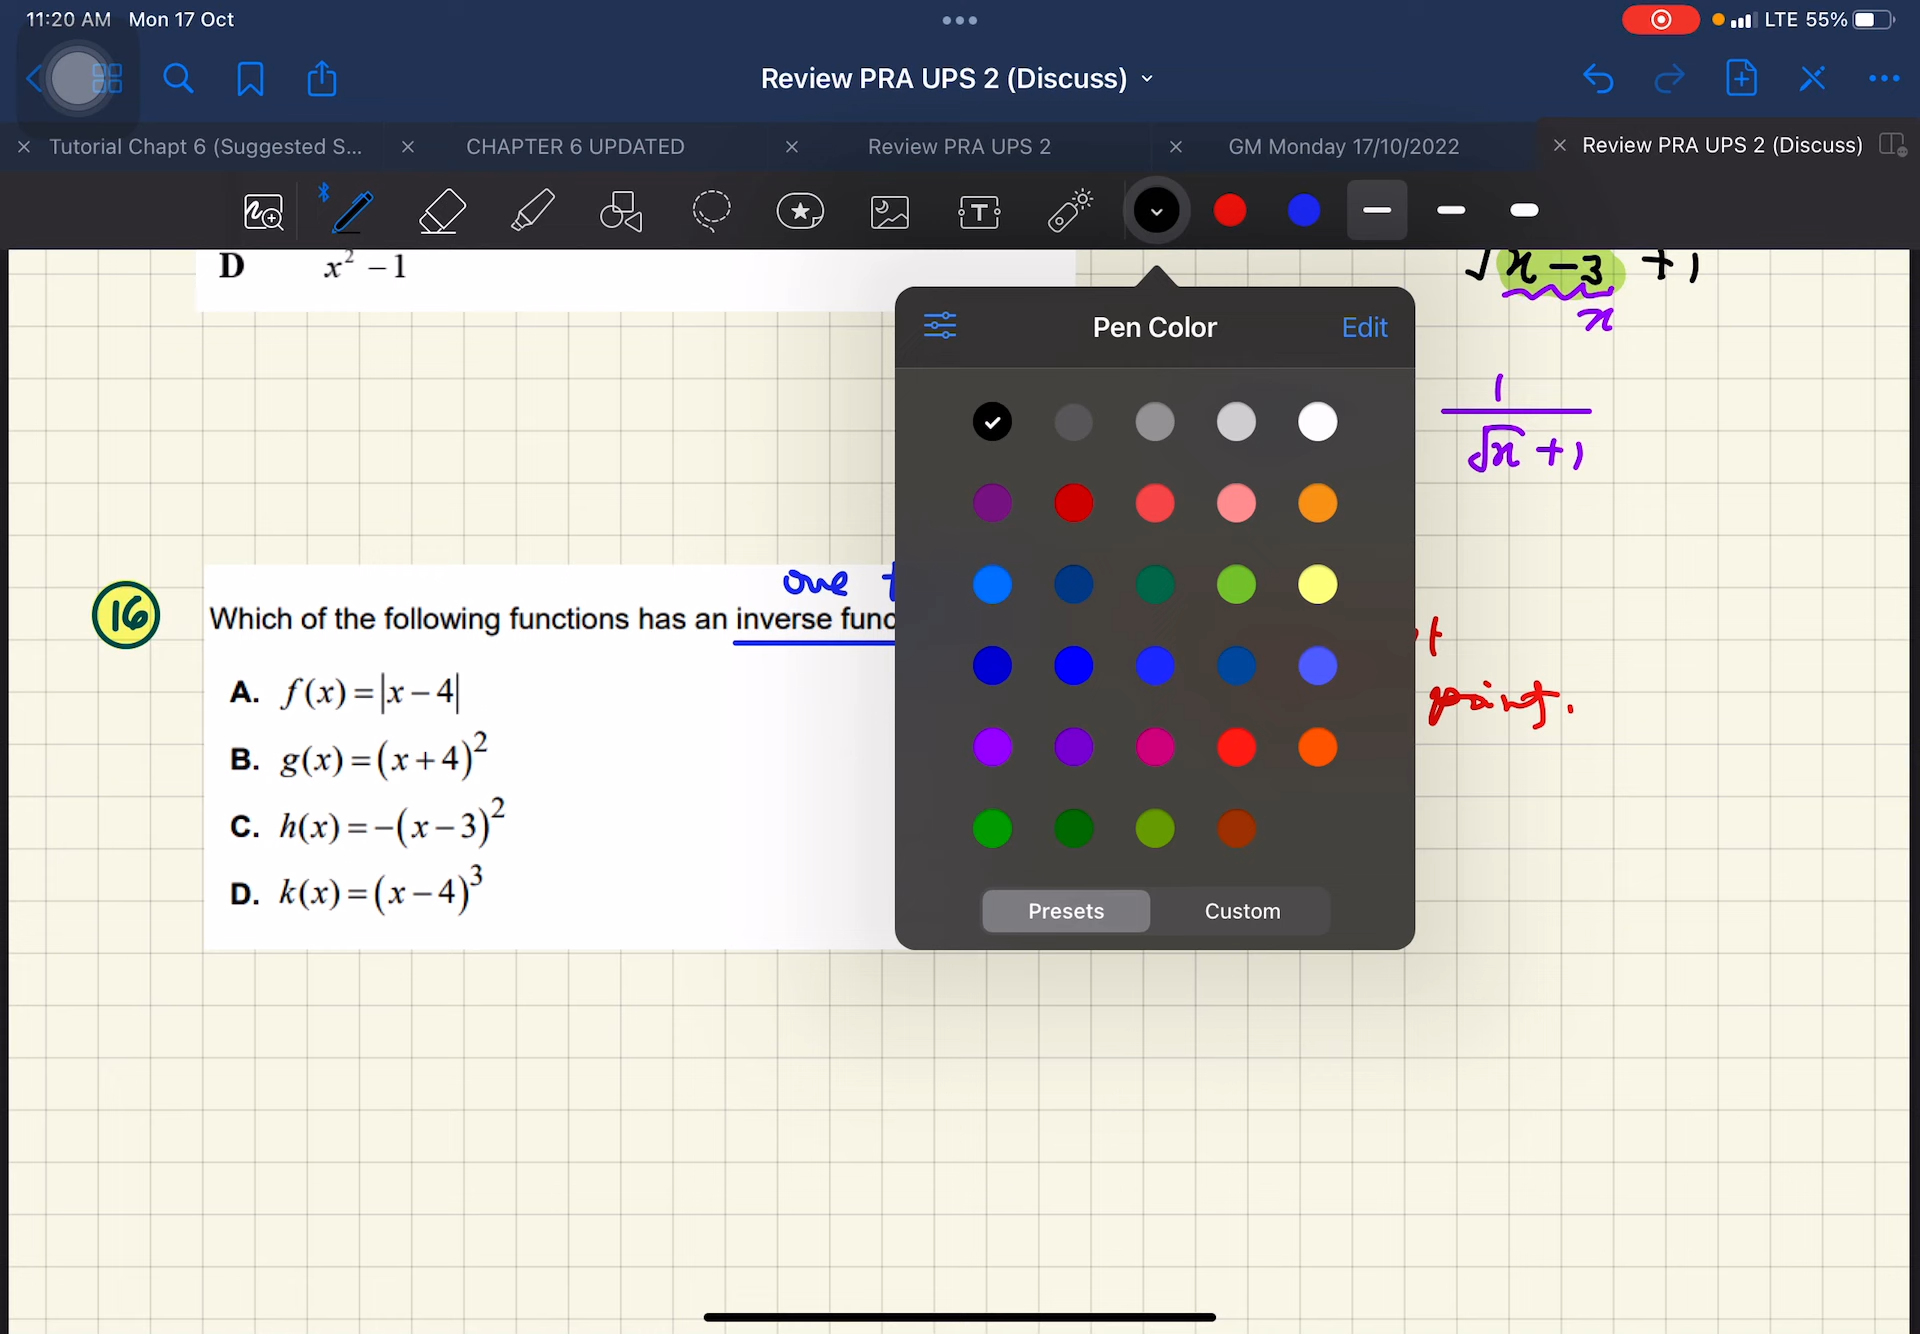 11:20 AM Mon 17 Oct
LTE 55%
Review PRA UPS 2 (Discuss)
Tutorial Chapt 6 (Suggested S...
CHAPTER 6 UPDATED
Review PRA UPS 2
GM Monday 17/10/2022
Review PRA UPS 2 (Discuss)
T
D x² − 1
√x−3 + 1
x
1
√x + 1
Pen Color
Edit
one
16
Which of the following functions has an inverse func
point.
A. f(x) = |x − 4|
B. g(x) = (x + 4)²
C. h(x) = −(x − 3)²
D. k(x) = (x − 4)³
Presets
Custom